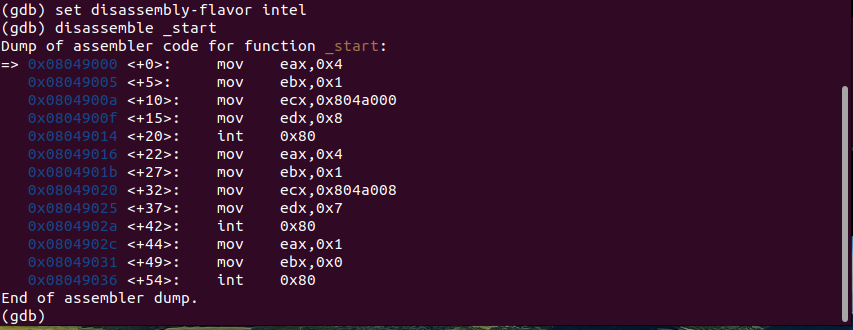 (gdb) set disassembly-flavor intel
(gdb) disassemble _start
Dump of assembler code for function _start:
=> 0x08049000 <+0>:     mov    eax,0x4
   0x08049005 <+5>:     mov    ebx,0x1
   0x0804900a <+10>:    mov    ecx,0x804a000
   0x0804900f <+15>:    mov    edx,0x8
   0x08049014 <+20>:    int    0x80
   0x08049016 <+22>:    mov    eax,0x4
   0x0804901b <+27>:    mov    ebx,0x1
   0x08049020 <+32>:    mov    ecx,0x804a008
   0x08049025 <+37>:    mov    edx,0x7
   0x0804902a <+42>:    int    0x80
   0x0804902c <+44>:    mov    eax,0x1
   0x08049031 <+49>:    mov    ebx,0x0
   0x08049036 <+54>:    int    0x80
End of assembler dump.
(gdb)